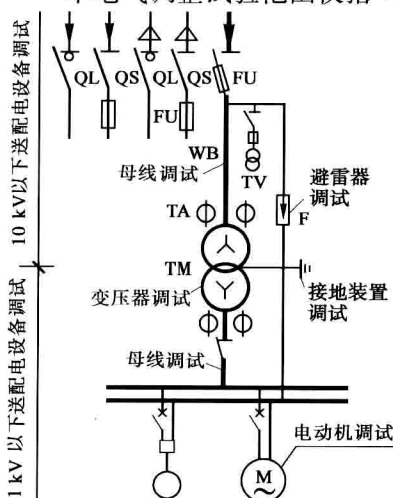 10 kV以下送配电设备调试
1 kV 以下送配电设备调试
QL
QS
QL
QS
FU
FU
WB
母线调试
TV
避雷器
调试
F
TA
TM
变压器调试
接地装置
调试
母线调试
电动机调试
M
~